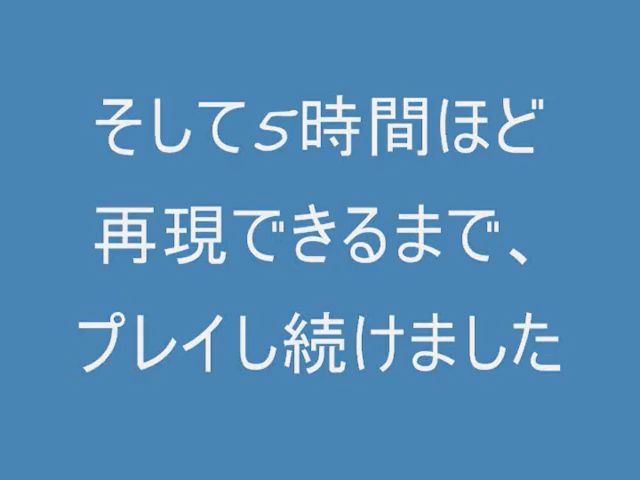 そして5時間ほど
再現できるまで、
プレイし続けました